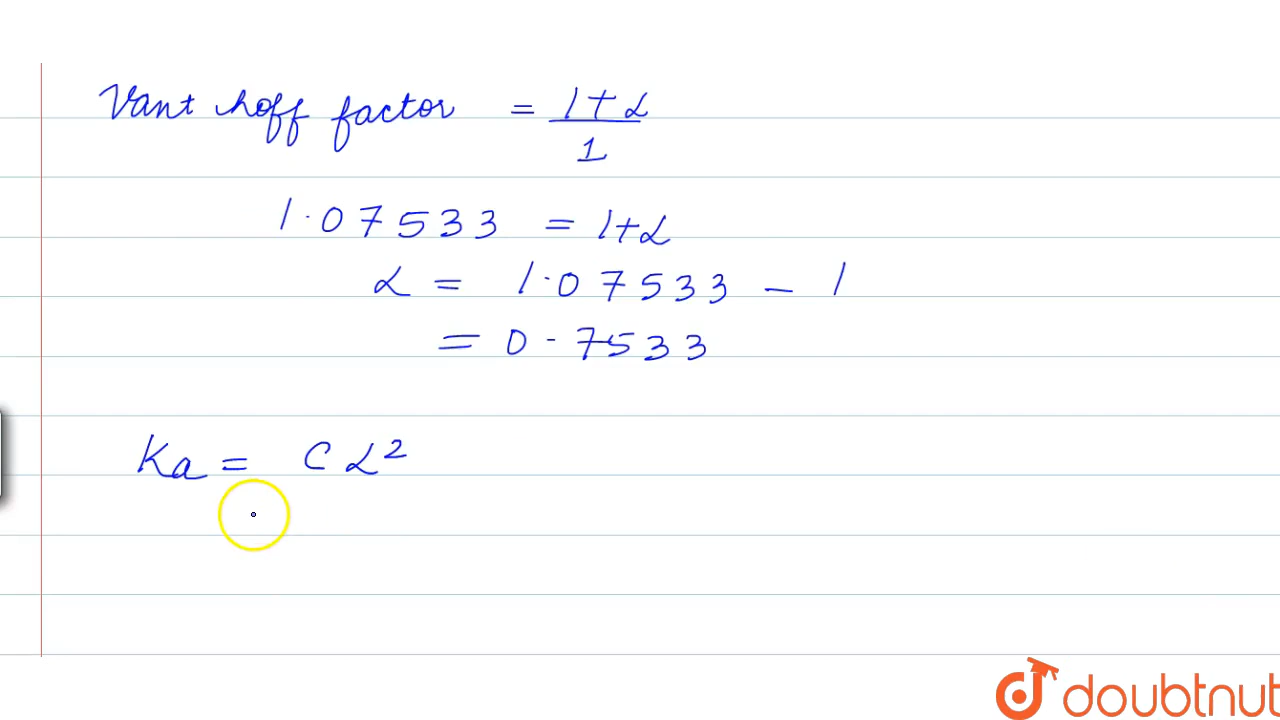 Vant hoff factor = 1+α
1
1.07533 = 1+α
α = 1.07533 - 1
= 0.7533
Ka = Cα²
doubtnut